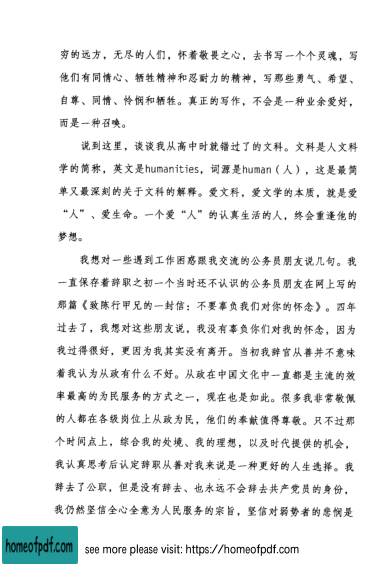 穷的远方，无尽的人们，怀着敬畏之心，去书写一个个灵魂，写
他们有同情心、牺牲精神和忍耐力的精神，写那些勇气、希望、
自尊、同情、怜悯和牺牲。真正的写作，不会是一种业余爱好，
而是一种召唤。
说到这里，谈谈我从高中时就错过了的文科。文科是人文科
学的简称，英文是humanities，词源是human（人），这是最简
单又最深刻的关于文科的解释。爱文科，爱文学的本质，就是爱
“人”、爱生命。一个爱“人”的认真生活的人，终会重逢他的
梦想。
我想对一些遇到工作困惑跟我交流的公务员朋友说几句。我
一直保存着辞职之初一个当时还不认识的公务员朋友在网上写的
那篇《致陈行甲兄的一封信：不要辜负我们对你的怀念》。四年
过去了，我想对这些朋友说，我没有辜负你们对我的怀念，因为
我过得很好，更因为我其实没有离开。当初我辞官从善并不意味
着我认为从政有什么不好。从政在中国文化中一直都是主流的效
率最高的为民服务的方式之一，现在也是如此。很多我非常敬佩
的人都在各级岗位上从政为民，他们的奉献值得尊敬。只不过那
个时间点上，综合我的处境、我的理想，以及时代提供的机会，
我认真思考后认定辞职从善对我来说是一种更好的人生选择。我
辞去了公职，但是没有辞去、也永远不会辞去共产党员的身份，
我仍然坚信全心全意为人民服务的宗旨，坚信对弱势者的悲悯是
homeofpdf.com
see more please visit: https://homeofpdf.com